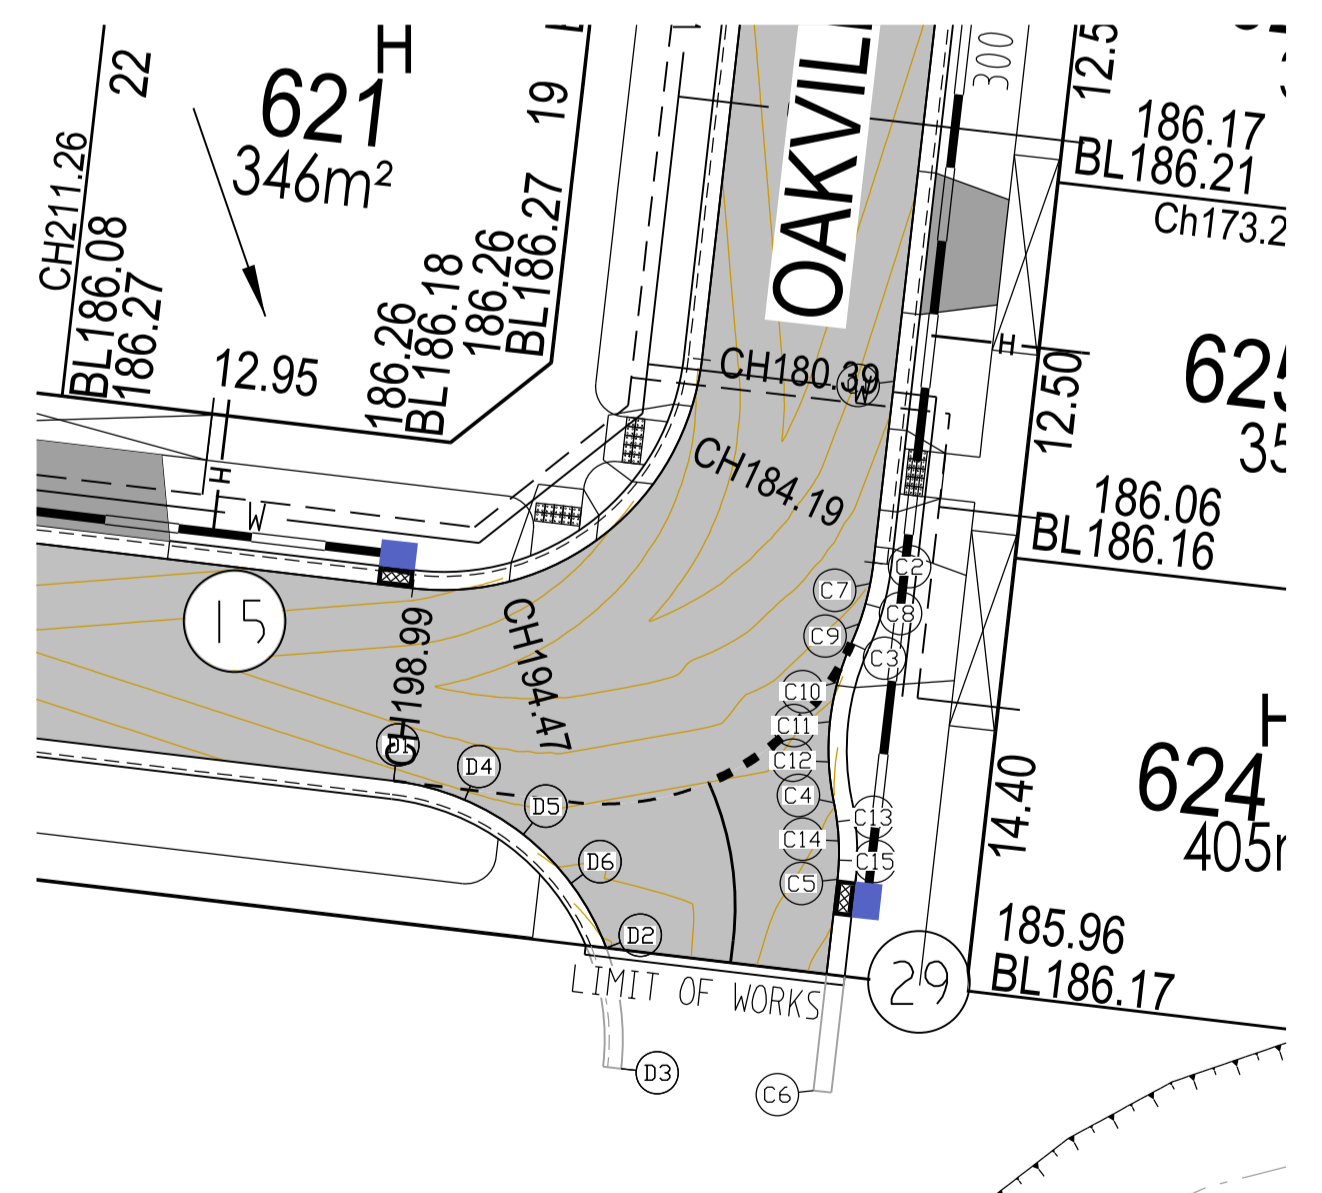 22
621
H
346m²
19
CH211.26
BL186.08
186.27
12.95
186.26
BL186.18
186.26
BL186.27
300
12.5
186.17
BL186.21
Ch173.2
H
12.50
CH180.39
W
CH184.19
186.06
BL186.16
H
W
15
CH198.99
CH194.47
C2
C7
C8
C9
C3
C10
C11
C12
C4
C13
C14
C15
C5
D1
D4
D5
D6
D2
H
624
405
14.40
185.96
BL186.17
29
LIMIT OF WORKS
D3
C6